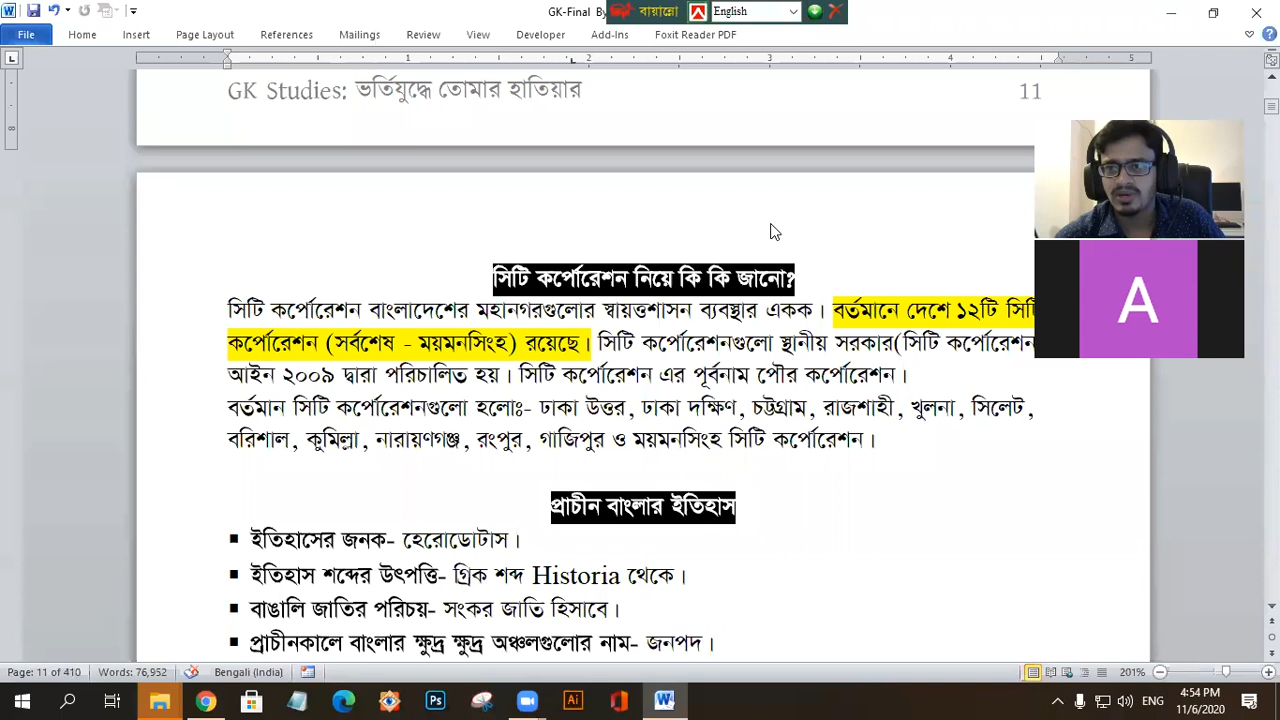 GK-Final By
বায়ান্নো
English
File Home Insert Page Layout References Mailings Review View Developer Add-Ins Foxit Reader PDF
1 2 3 4 5
GK Studies: ভর্তিযুদ্ধে তোমার হাতিয়ার 11
সিটি কর্পোরেশন নিয়ে কি কি জানো?
সিটি কর্পোরেশন বাংলাদেশের মহানগরগুলোর স্বায়ত্তশাসন ব্যবস্থার একক। বর্তমানে দেশে ১২টি সিটি
কর্পোরেশন (সর্বশেষ - ময়মনসিংহ) রয়েছে। সিটি কর্পোরেশনগুলো স্থানীয় সরকার(সিটি কর্পোরেশন
আইন ২০০৯ দ্বারা পরিচালিত হয়। সিটি কর্পোরেশন এর পূর্বনাম পৌর কর্পোরেশন।
বর্তমান সিটি কর্পোরেশনগুলো হলোঃ- ঢাকা উত্তর, ঢাকা দক্ষিণ, চট্টগ্রাম, রাজশাহী, খুলনা, সিলেট,
বরিশাল, কুমিল্লা, নারায়ণগঞ্জ, রংপুর, গাজিপুর ও ময়মনসিংহ সিটি কর্পোরেশন।
প্রাচীন বাংলার ইতিহাস
▪ ইতিহাসের জনক- হেরোডোটাস।
▪ ইতিহাস শব্দের উৎপত্তি- গ্রিক শব্দ Historia থেকে।
▪ বাঙালি জাতির পরিচয়- সংকর জাতি হিসাবে।
▪ প্রাচীনকালে বাংলার ক্ষুদ্র ক্ষুদ্র অঞ্চলগুলোর নাম- জনপদ।
A
Page: 11 of 410 Words: 76,952 Bengali (India) 201%
ENG 4:54 PM
11/6/2020